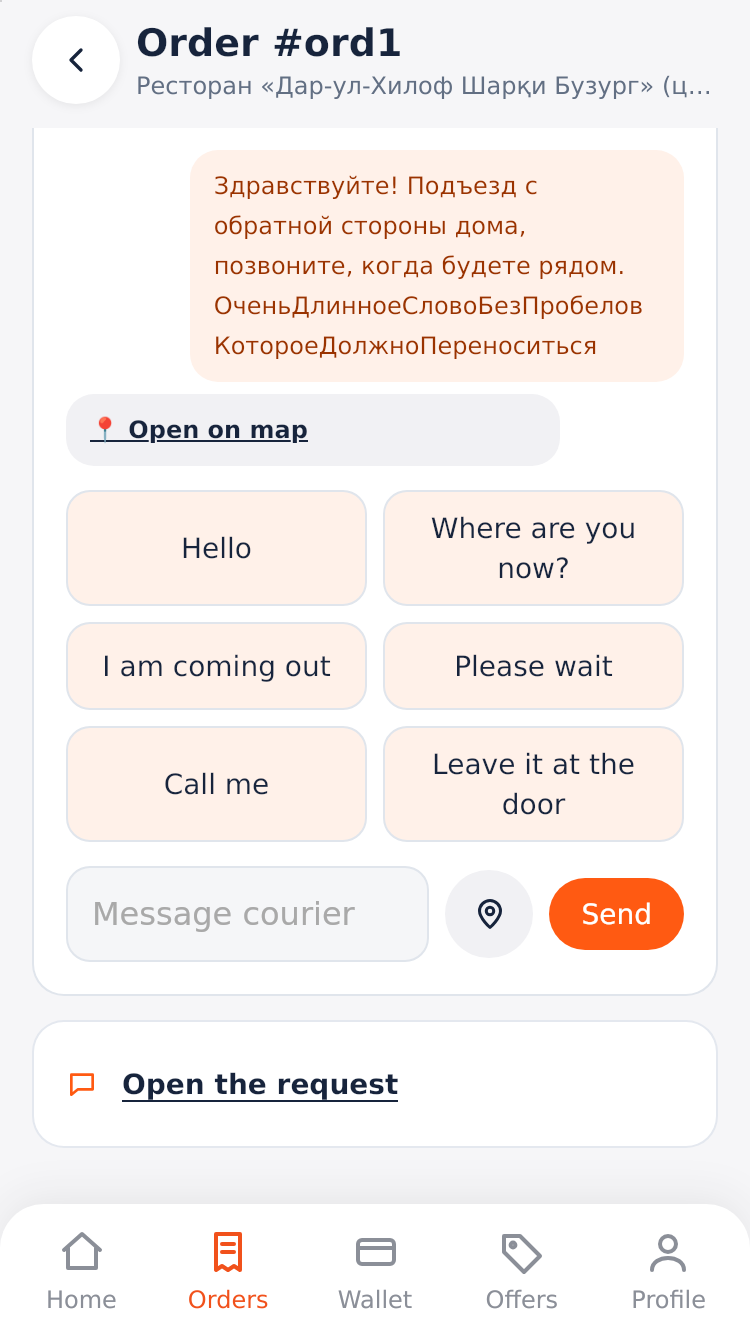 Order #ord1
Ресторан «Дар-ул-Хилоф Шарқи Бузург» (ц...
Здравствуйте! Подъезд с
обратной стороны дома,
позвоните, когда будете рядом.
ОченьДлинноеСловоБезПробелов
КотороеДолжноПереноситься
📍 Open on map
Hello
Where are you
now?
I am coming out
Please wait
Call me
Leave it at the
door
Message courier
Send
Open the request
Home
Orders
Wallet
Offers
Profile